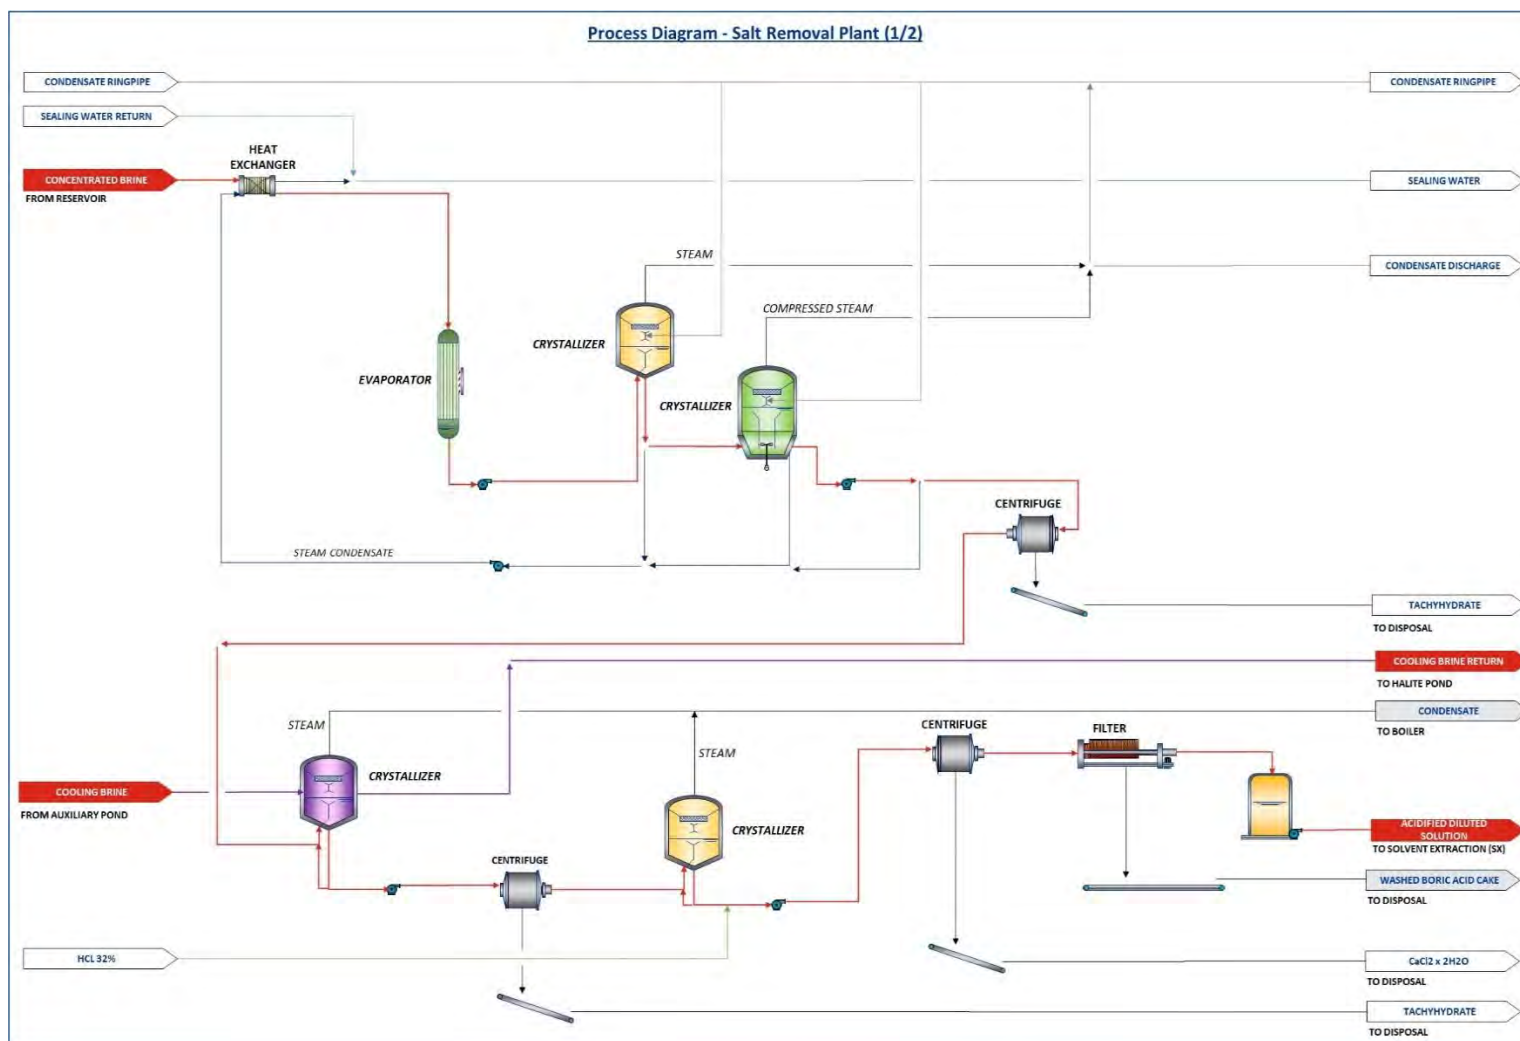 Process Diagram - Salt Removal Plant (1/2)
CONDENSATE RINGPIPE
CONDENSATE RINGPIPE
SEALING WATER RETURN
HEAT
EXCHANGER
CONCENTRATED BRINE
FROM RESERVOIR
SEALING WATER
STEAM
CONDENSATE DISCHARGE
COMPRESSED STEAM
CRYSTALLIZER
EVAPORATOR
CRYSTALLIZER
CENTRIFUGE
STEAM CONDENSATE
TACHYHYDRATE
TO DISPOSAL
COOLING BRINE RETURN
TO HALITE POND
CONDENSATE
TO BOILER
STEAM
STEAM
CENTRIFUGE
FILTER
CRYSTALLIZER
COOLING BRINE
FROM AUXILIARY POND
CRYSTALLIZER
ACIDIFIED DILUTED
SOLUTION
TO SOLVENT EXTRACTION (SX)
CENTRIFUGE
WASHED BORIC ACID CAKE
TO DISPOSAL
HCL 32%
CaCl2 x 2H2O
TO DISPOSAL
TACHYHYDRATE
TO DISPOSAL